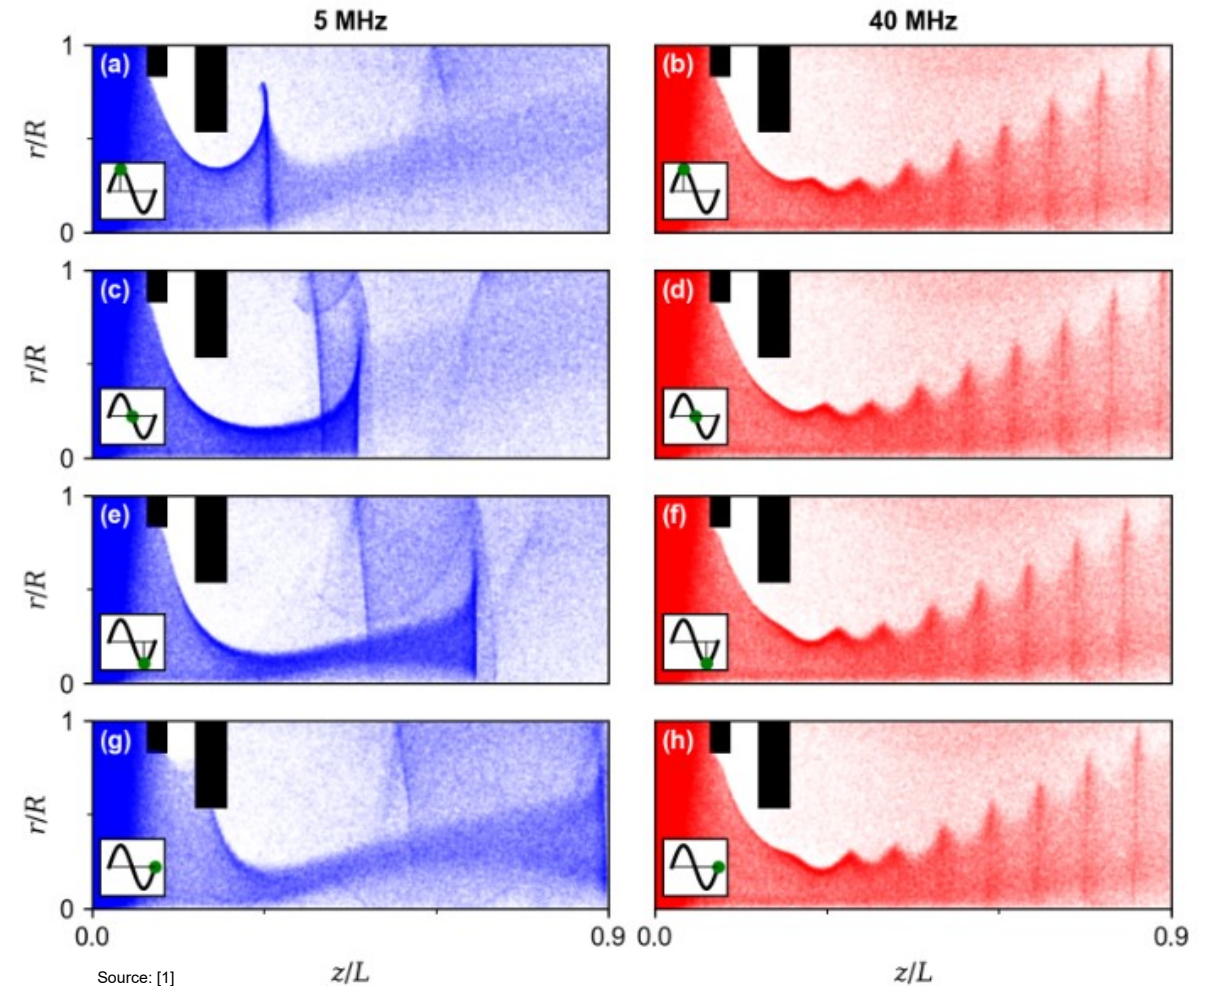 5 MHz 40 MHz
1 (a) (b)
r/R
0
1 (c) (d)
r/R
0
1 (e) (f)
r/R
0
1 (g) (h)
r/R
0
0.0 0.9 0.0 0.9
z/L z/L
Source: [1]